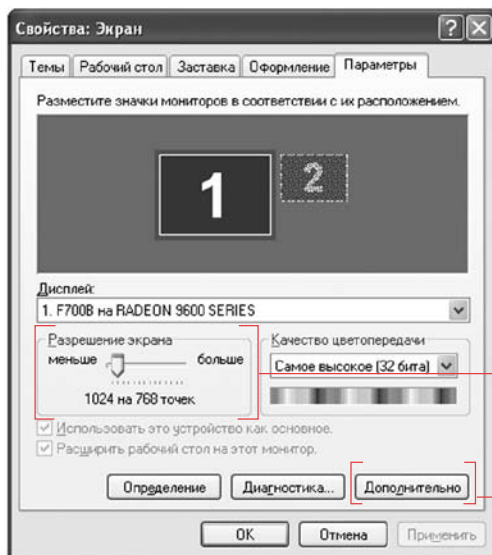 Свойства: Экран
Темы Рабочий стол Заставка Оформление Параметры
Разместите значки мониторов в соответствии с их расположением.
1 2
Дисплей:
1. F700B на RADEON 9600 SERIES
Разрешение экрана
меньше больше
1024 на 768 точек
Качество цветопередачи
Самое высокое (32 бита)
Использовать это устройство как основное.
Расширить рабочий стол на этот монитор.
Определение Диагностика... Дополнительно
OK Отмена Применить